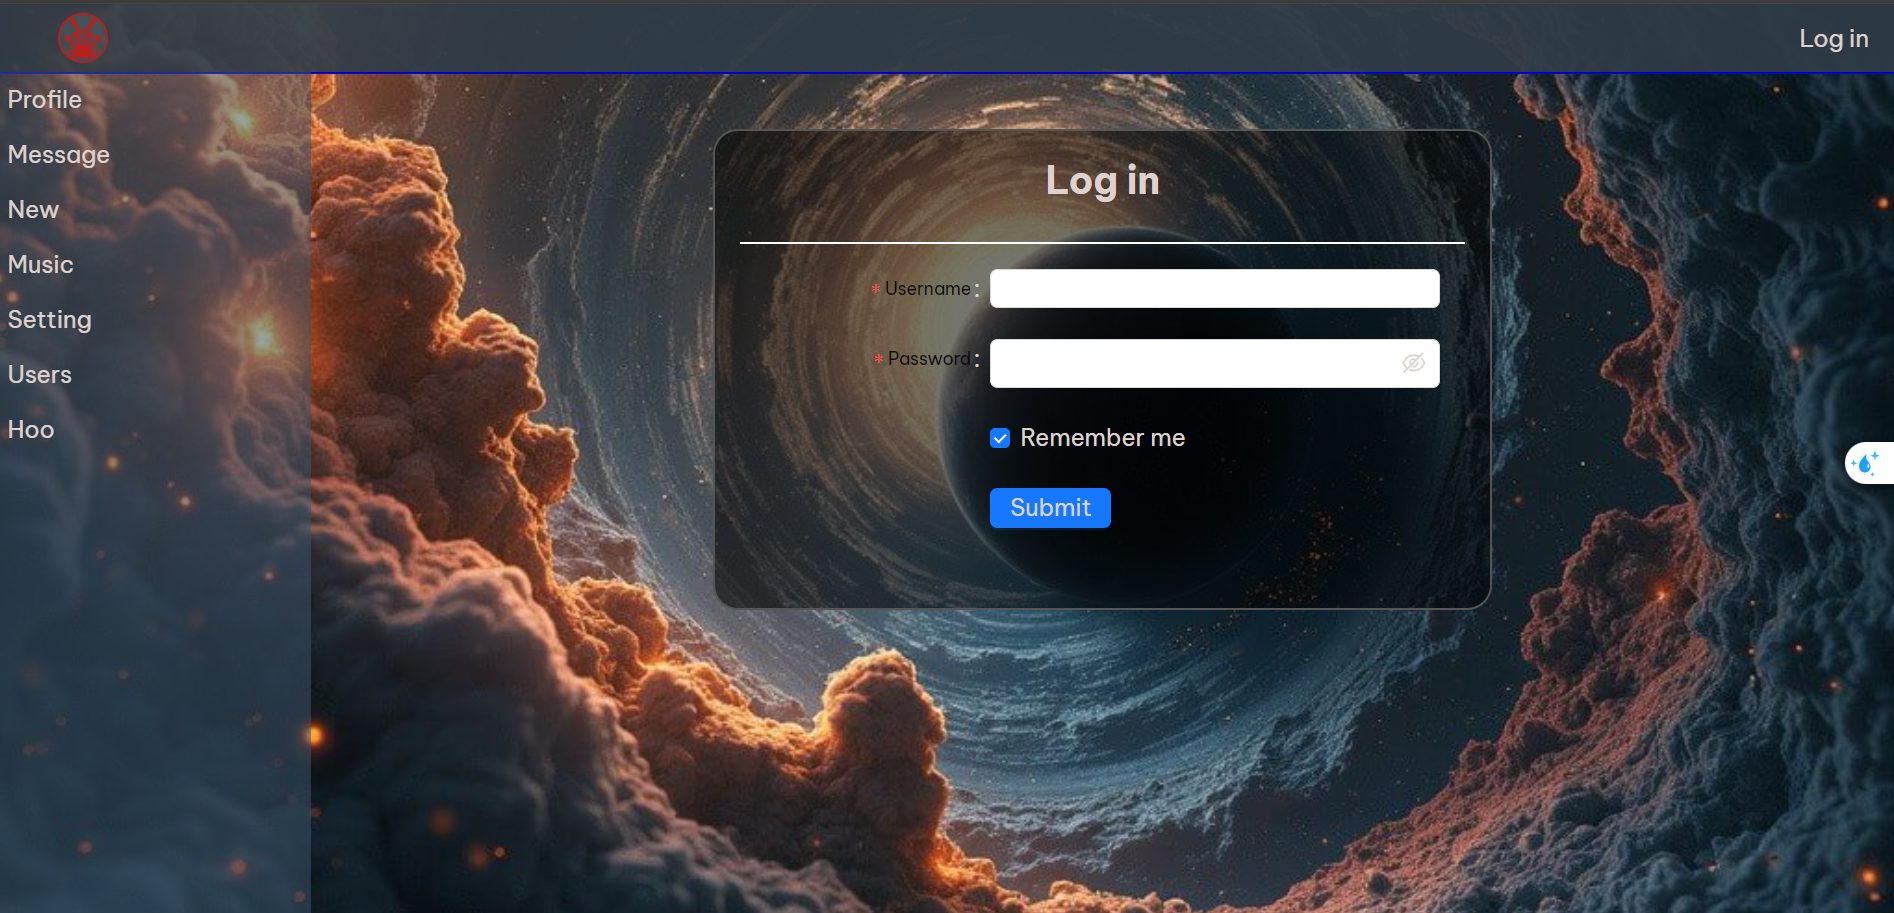 Log in
Profile
Message
New
Music
Setting
Users
Hoo
Log in
* Username:
* Password:
Remember me
Submit